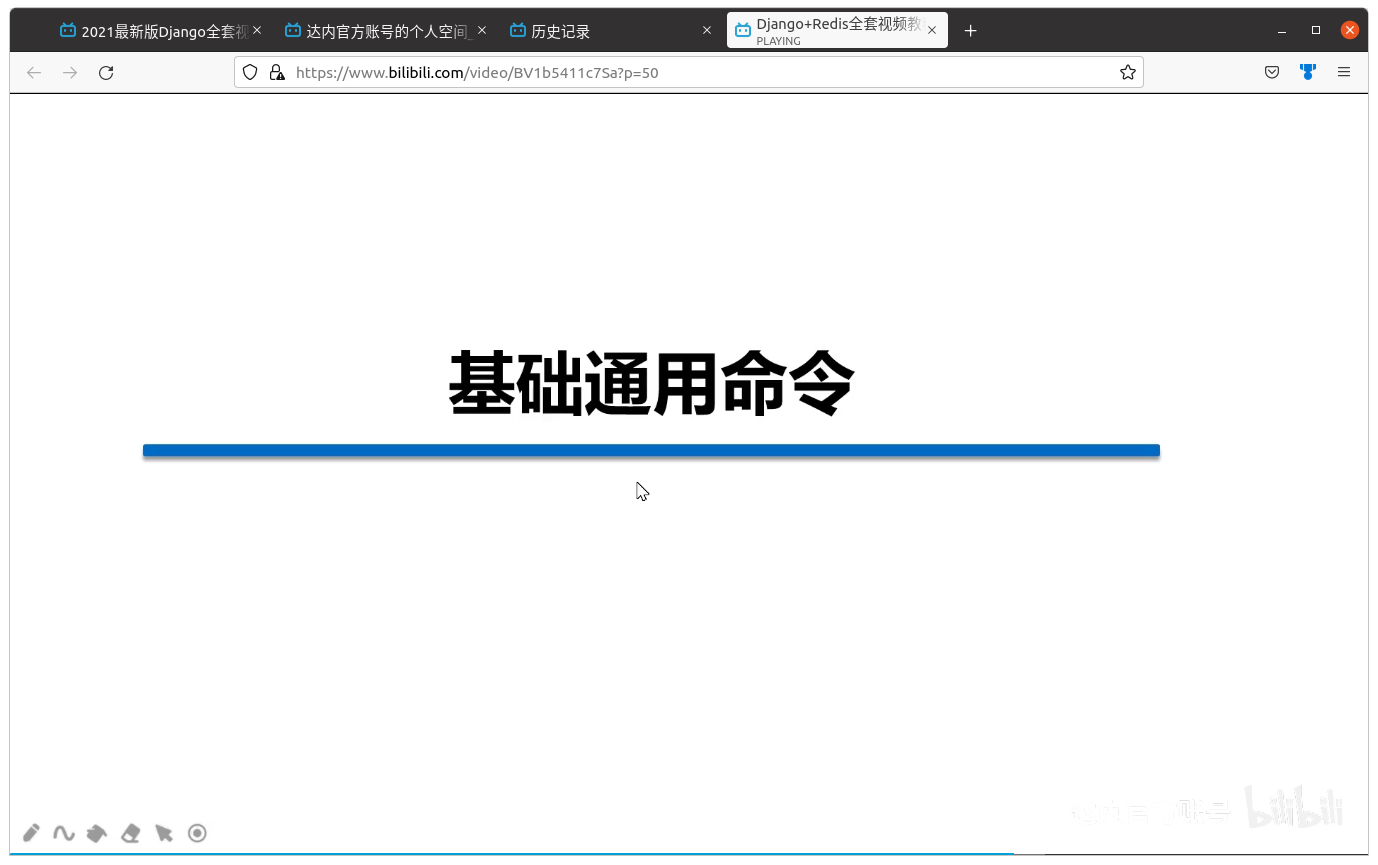 2021最新版Django全套视
达内官方账号的个人空间_
历史记录
Django+Redis全套视频教
PLAYING
https://www.bilibili.com/video/BV1b5411c7Sa?p=50
基础通用命令
达内官方账号 bilibili